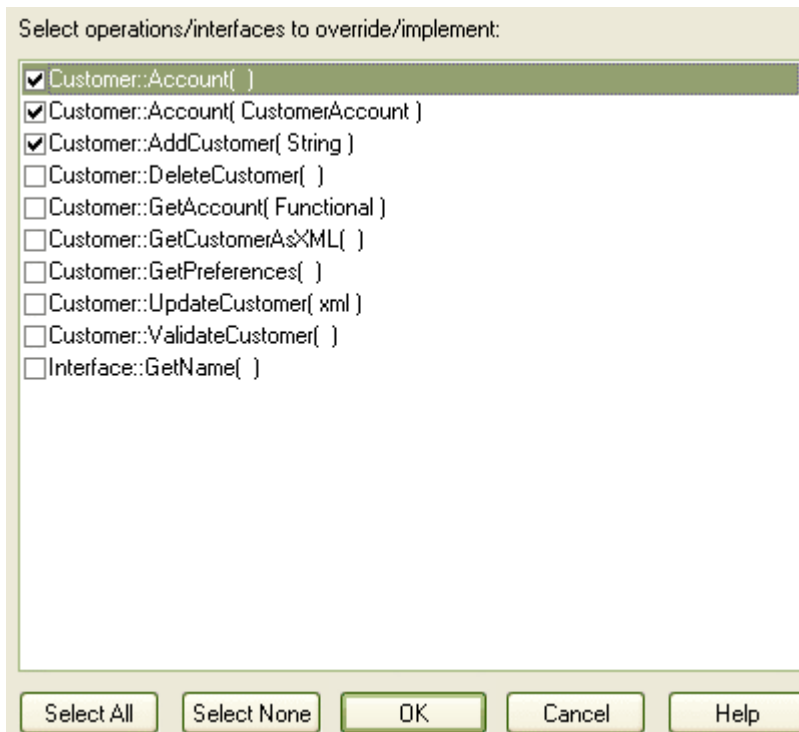 Select operations/interfaces to override/implement:
Customer::Account( )
Customer::Account( CustomerAccount )
Customer::AddCustomer( String )
Customer::DeleteCustomer( )
Customer::GetAccount( Functional )
Customer::GetCustomerAsXML( )
Customer::GetPreferences( )
Customer::UpdateCustomer( xml )
Customer::ValidateCustomer( )
Interface::GetName( )
Select All Select None OK Cancel Help